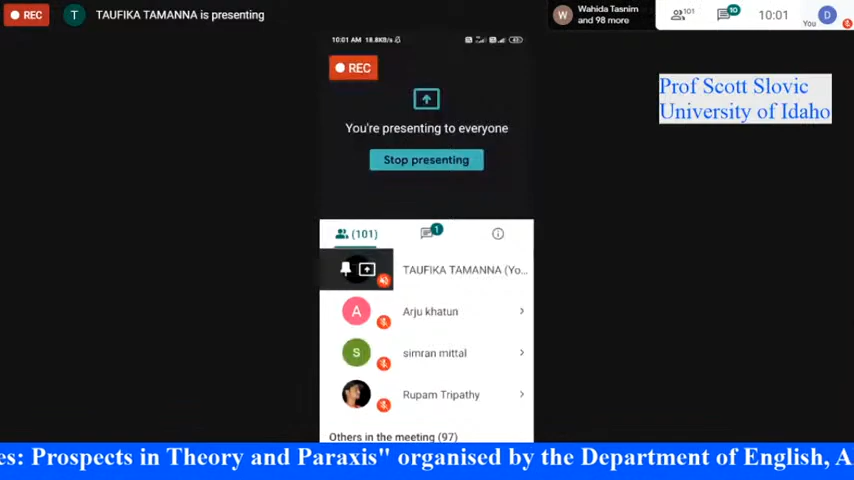 REC
T
TAUFIKA TAMANNA is presenting
W
Wahida Tasnim
and 98 more
101
10
10:01
You
D
10:01 AM 18.8KB/s
REC
Prof Scott Slovic
University of Idaho
You're presenting to everyone
Stop presenting
(101)
1
TAUFIKA TAMANNA (Yo...
A
Arju khatun
S
simran mittal
Rupam Tripathy
Others in the meeting (97)
es: Prospects in Theory and Paraxis" organised by the Department of English, A